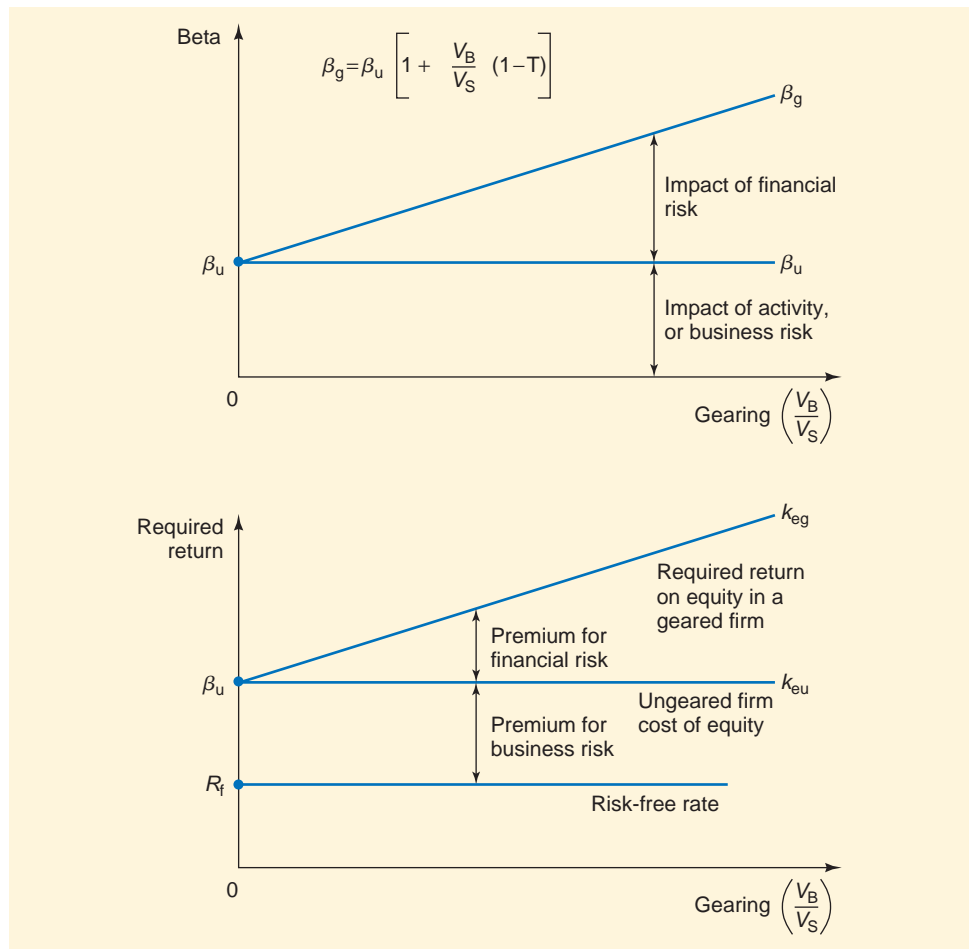 Beta
βg=βu [1 + VB/VS (1–T)]
βg
Impact of financial
risk
βu
βu
Impact of activity,
or business risk
0
Gearing (VB/VS)
Required
return
keg
Required return
on equity in a
geared firm
Premium for
financial risk
βu
keu
Ungeared firm
cost of equity
Premium for
business risk
Rf
Risk-free rate
0
Gearing (VB/VS)